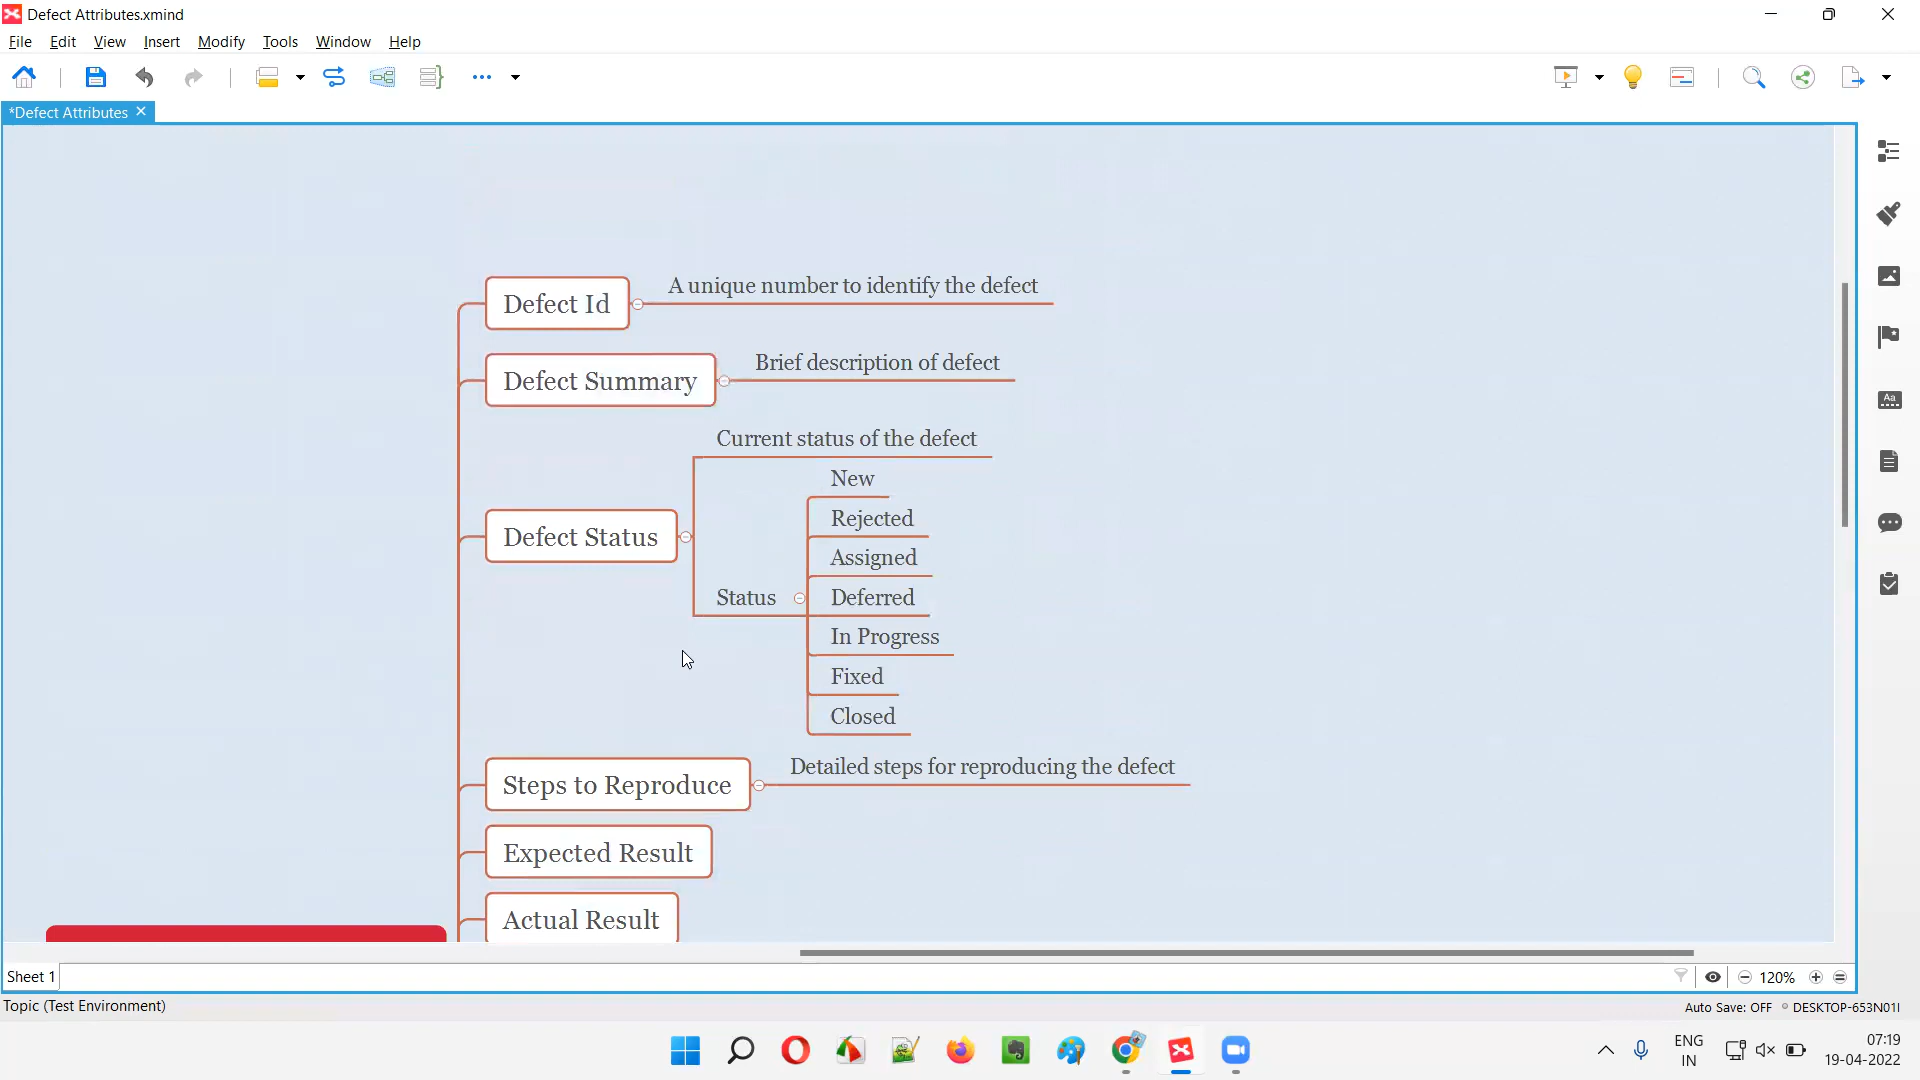 Defect Attributes.xmind
File Edit View Insert Modify Tools Window Help
*Defect Attributes
Defect Id
A unique number to identify the defect
Defect Summary
Brief description of defect
Defect Status
Current status of the defect
Status
New
Rejected
Assigned
Deferred
In Progress
Fixed
Closed
Steps to Reproduce
Detailed steps for reproducing the defect
Expected Result
Actual Result
Aa
Sheet 1
120%
Topic (Test Environment)
Auto Save: OFF
DESKTOP-653N01I
ENG
IN
07:19
19-04-2022